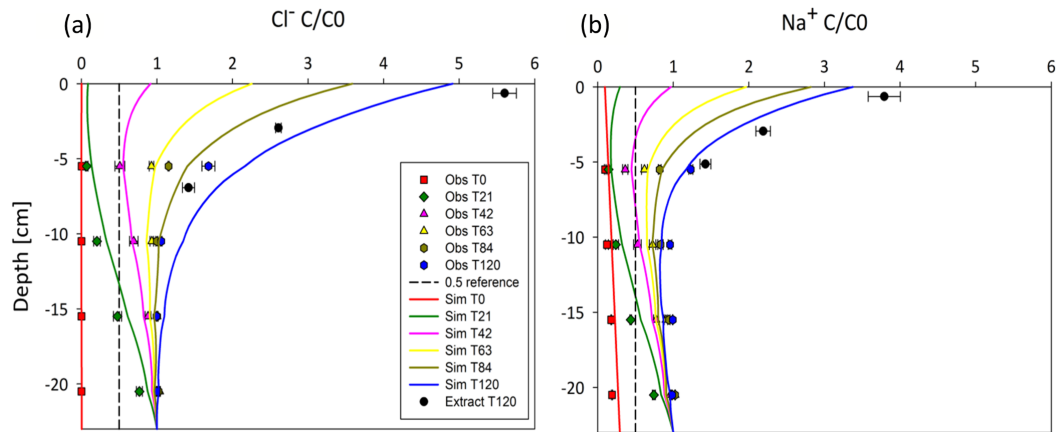 (a)
Cl⁻ C/C0
0 1 2 3 4 5 6
0
-5
-10
-15
-20
Depth [cm]
Obs T0
Obs T21
Obs T42
Obs T63
Obs T84
Obs T120
0.5 reference
Sim T0
Sim T21
Sim T42
Sim T63
Sim T84
Sim T120
Extract T120
(b)
Na⁺ C/C0
0 1 2 3 4 5 6
0
-5
-10
-15
-20